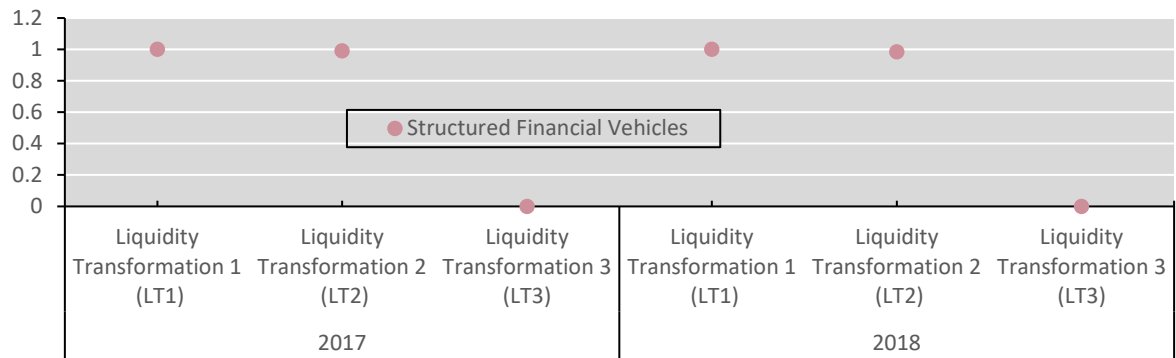 1.2
1
0.8
0.6
0.4
0.2
0
Structured Financial Vehicles
Liquidity Transformation 1 (LT1)
Liquidity Transformation 2 (LT2)
Liquidity Transformation 3 (LT3)
Liquidity Transformation 1 (LT1)
Liquidity Transformation 2 (LT2)
Liquidity Transformation 3 (LT3)
2017
2018